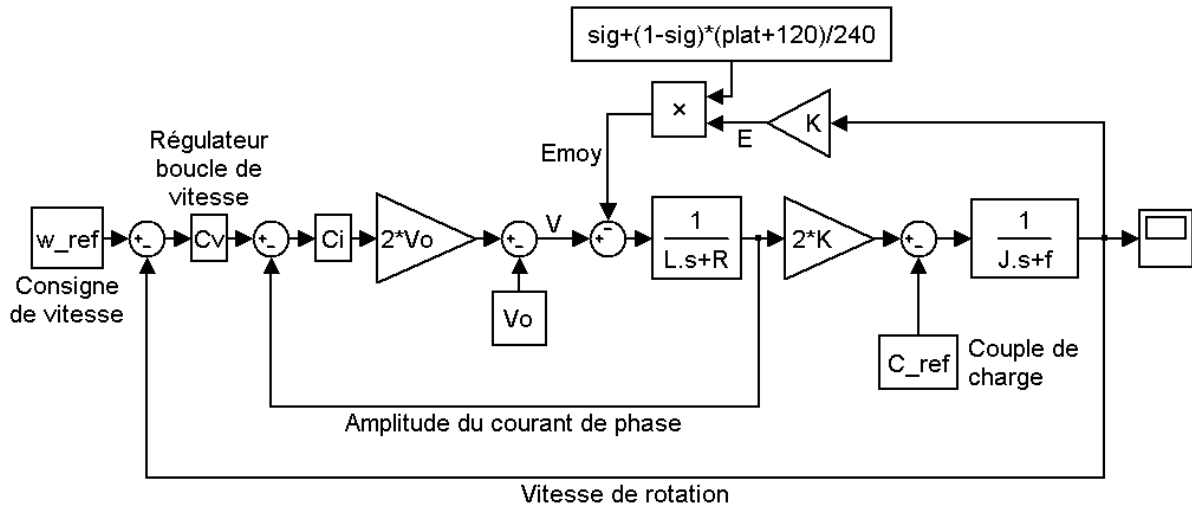 sig+(1-sig)*(plat+120)/240
×
K
E
Emoy
Régulateur
boucle de
vitesse
w_ref
+
-
Cv
+
-
Ci
2*Vo
+
-
V
+
-
1
L.s+R
2*K
+
-
1
J.s+f
Consigne
de vitesse
Vo
C_ref
Couple de
charge
Amplitude du courant de phase
Vitesse de rotation